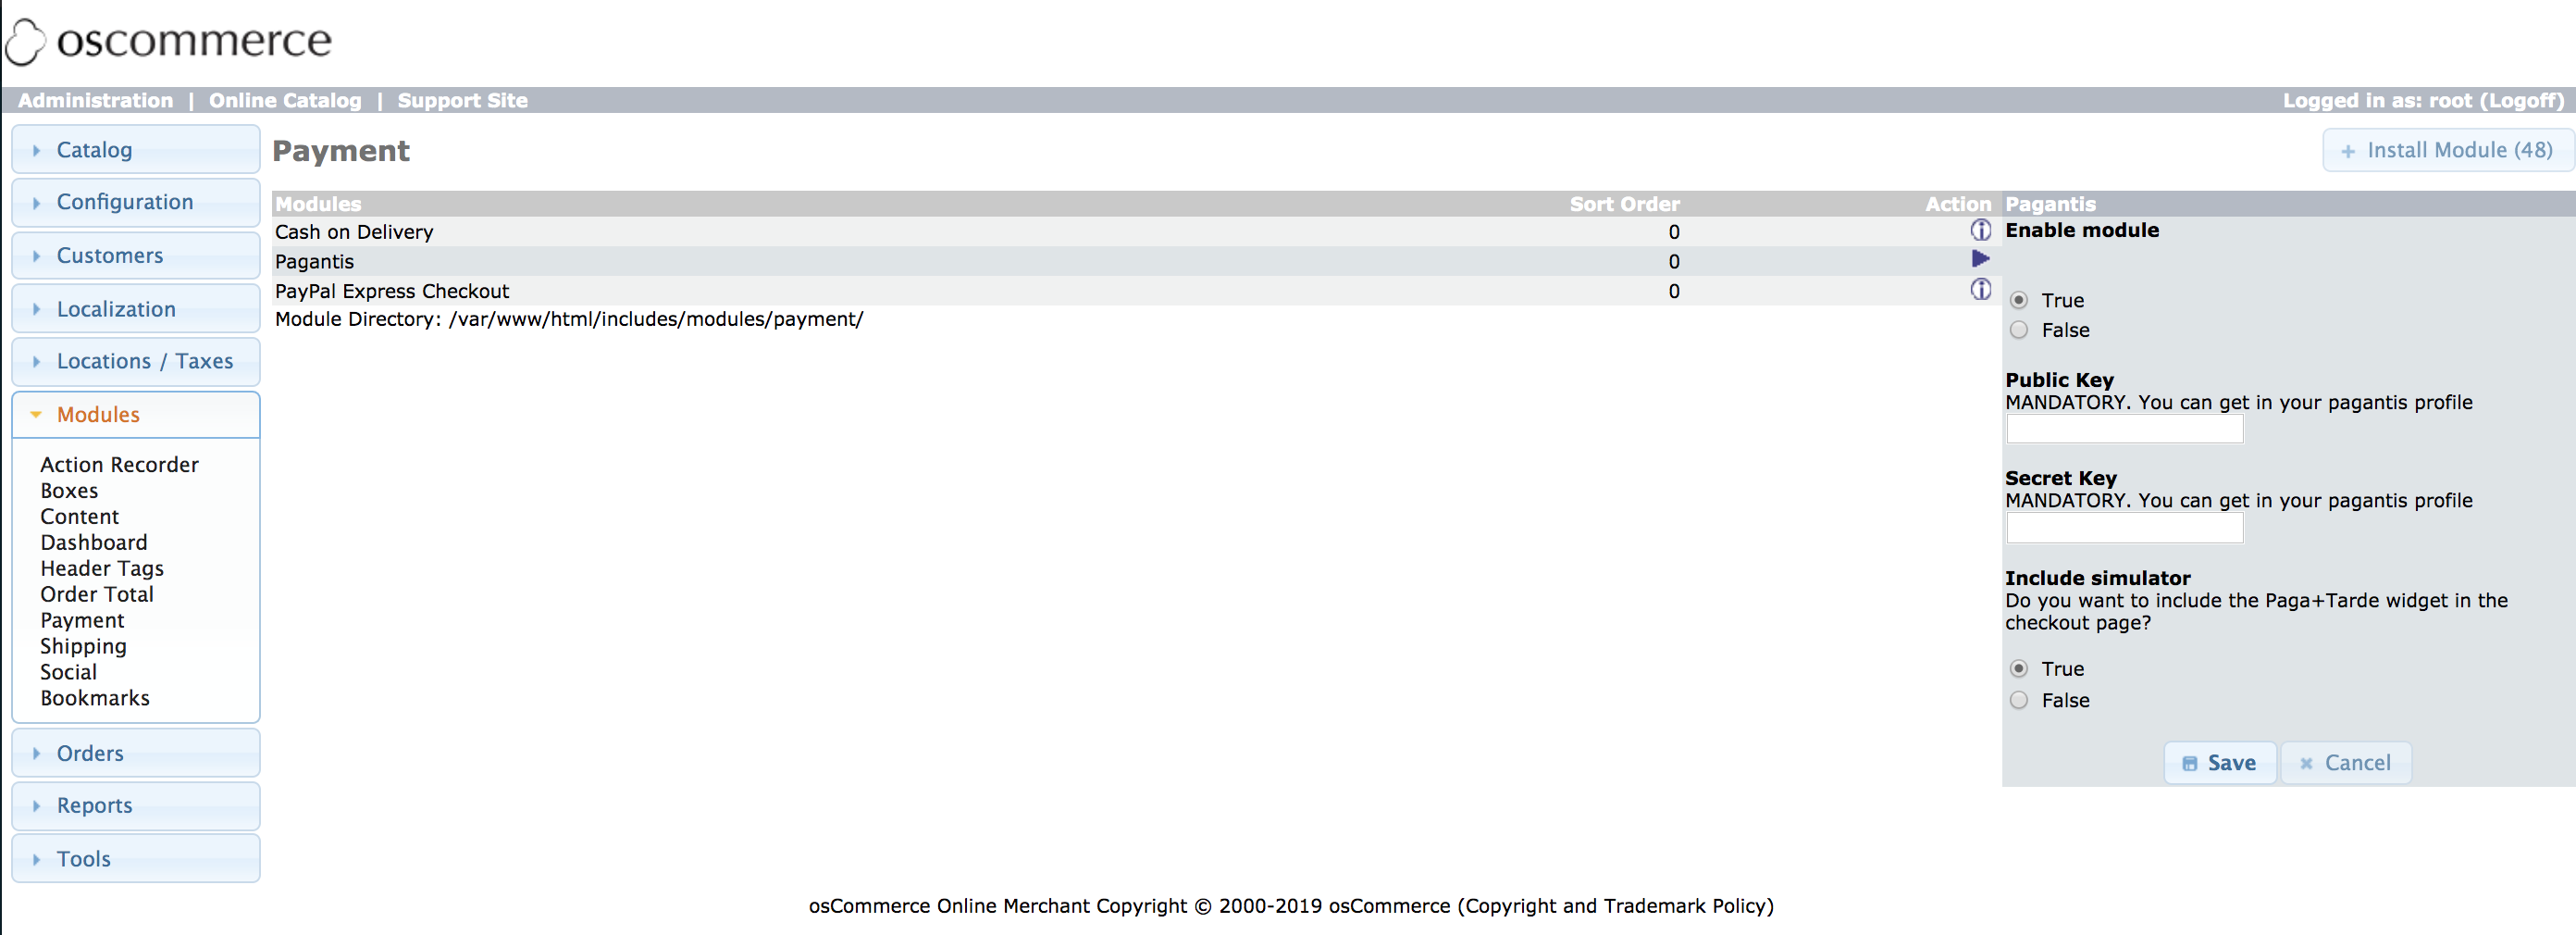 oscommerce
Administration | Online Catalog | Support Site
Logged in as: root (Logoff)
Catalog
Configuration
Customers
Localization
Locations / Taxes
Modules
Action Recorder
Boxes
Content
Dashboard
Header Tags
Order Total
Payment
Shipping
Social
Bookmarks
Orders
Reports
Tools
Payment
+ Install Module (48)
Modules Sort Order Action
Cash on Delivery 0
Pagantis 0
PayPal Express Checkout 0
Module Directory: /var/www/html/includes/modules/payment/
Pagantis
Enable module
True
False
Public Key
MANDATORY. You can get in your pagantis profile
Secret Key
MANDATORY. You can get in your pagantis profile
Include simulator
Do you want to include the Paga+Tarde widget in the
checkout page?
True
False
Save
Cancel
osCommerce Online Merchant Copyright © 2000-2019 osCommerce (Copyright and Trademark Policy)